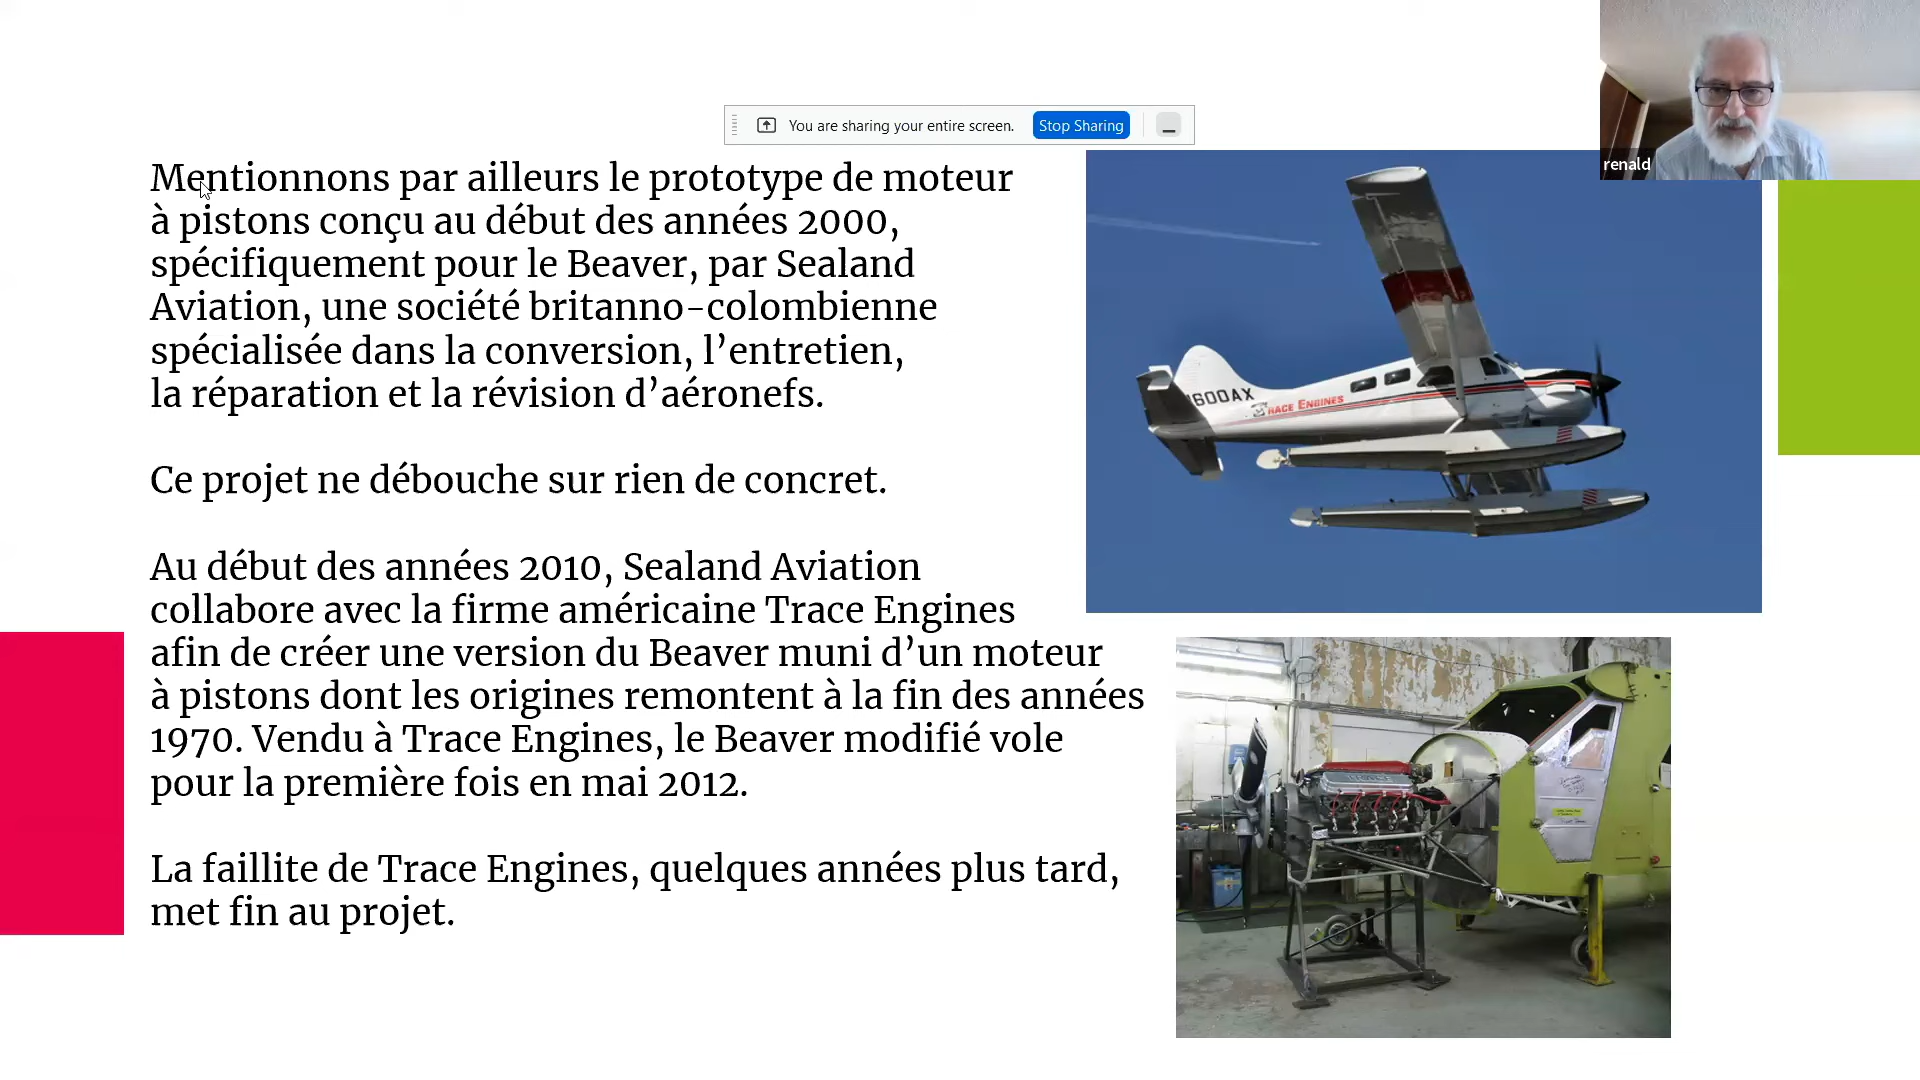 You are sharing your entire screen.
Stop Sharing
renald
Mentionnons par ailleurs le prototype de moteur
à pistons conçu au début des années 2000,
spécifiquement pour le Beaver, par Sealand
Aviation, une société britanno-colombienne
spécialisée dans la conversion, l’entretien,
la réparation et la révision d’aéronefs.
Ce projet ne débouche sur rien de concret.
Au début des années 2010, Sealand Aviation
collabore avec la firme américaine Trace Engines
afin de créer une version du Beaver muni d’un moteur
à pistons dont les origines remontent à la fin des années
1970. Vendu à Trace Engines, le Beaver modifié vole
pour la première fois en mai 2012.
La faillite de Trace Engines, quelques années plus tard,
met fin au projet.
600AX
TRACE ENGINES
TRACE